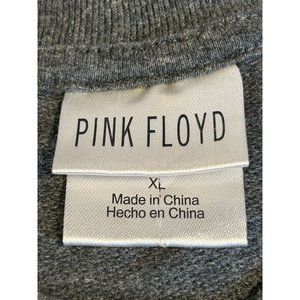 PINK FLOYD
XL
Made in China
Hecho en China